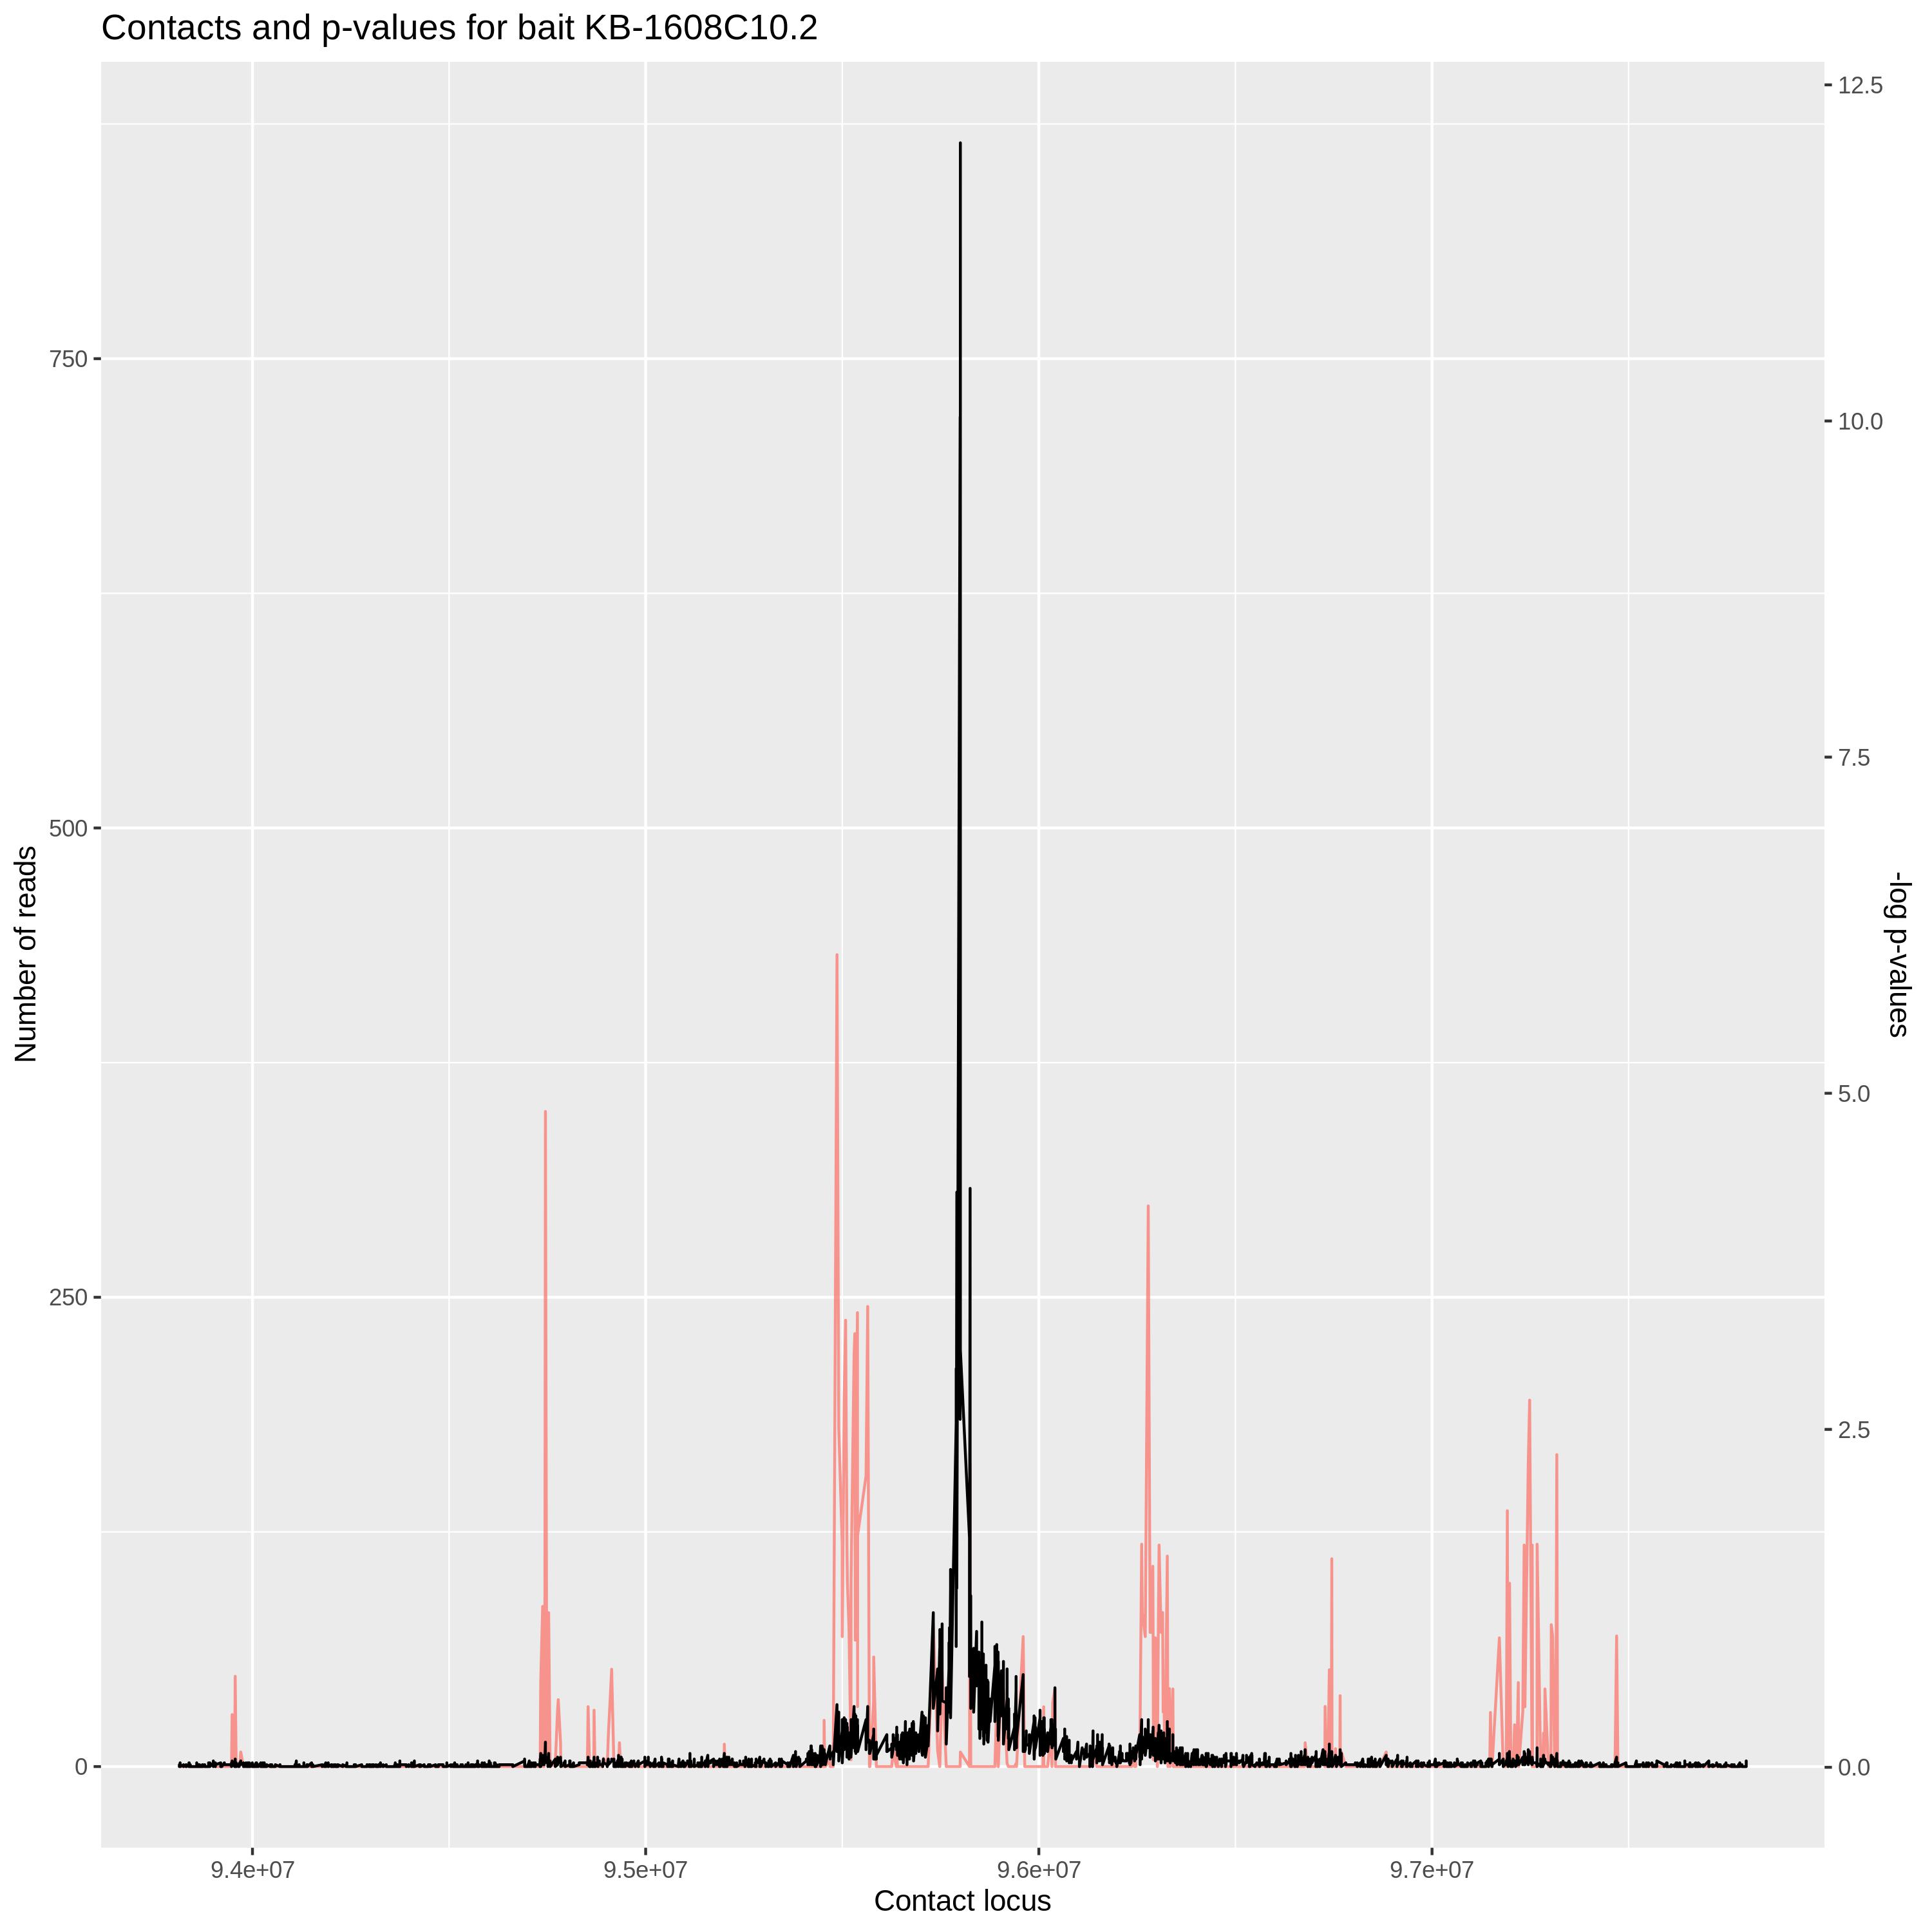 Contacts and p-values for bait KB-1608C10.2
12.5
750
10.0
7.5
500
Number of reads
-log p-values
5.0
250
2.5
0
0.0
9.4e+07 9.5e+07 9.6e+07 9.7e+07
Contact locus